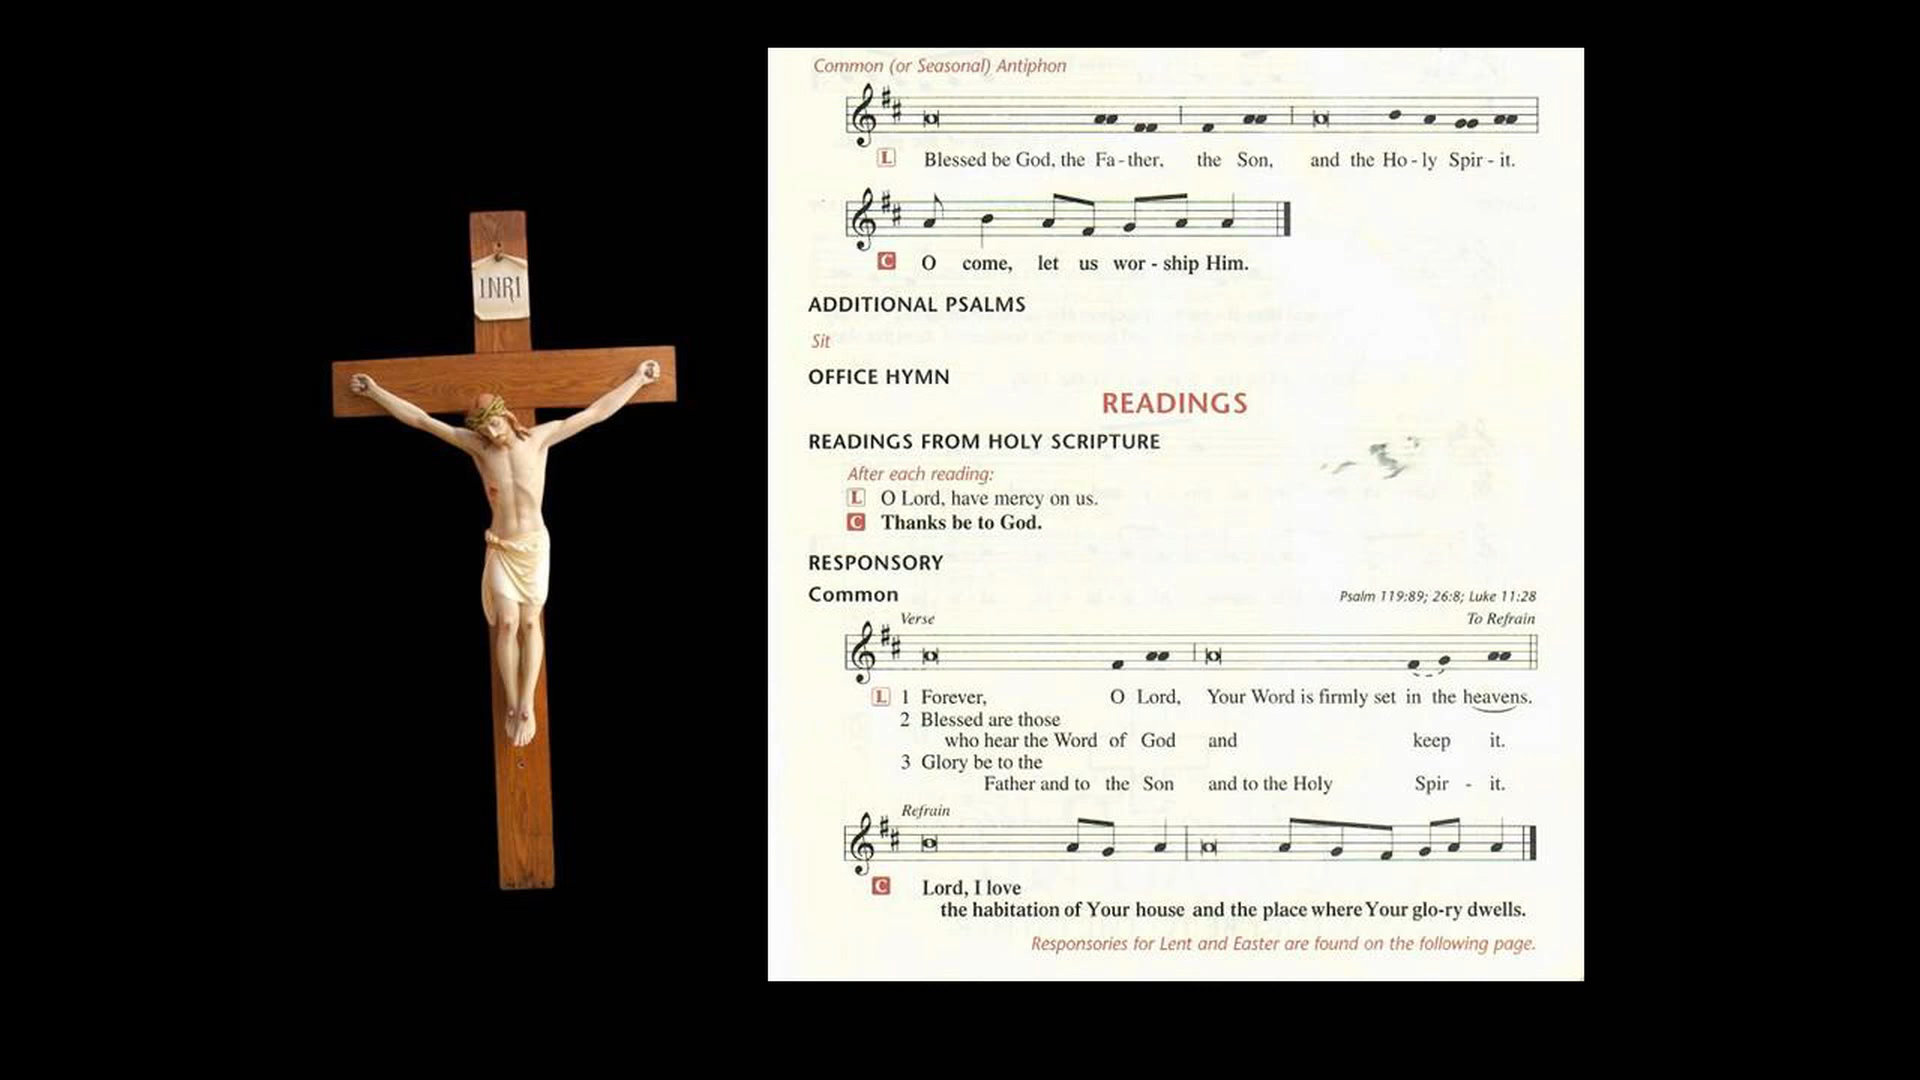 INRI
Common (or Seasonal) Antiphon
L Blessed be God, the Fa - ther, the Son, and the Ho - ly Spir - it.
C O come, let us wor - ship Him.
ADDITIONAL PSALMS
Sit
OFFICE HYMN
READINGS
READINGS FROM HOLY SCRIPTURE
After each reading:
L O Lord, have mercy on us.
C Thanks be to God.
RESPONSORY
Common Psalm 119:89; 26:8; Luke 11:28
Verse To Refrain
L 1 Forever, O Lord, Your Word is firmly set in the heavens.
2 Blessed are those
who hear the Word of God and keep it.
3 Glory be to the
Father and to the Son and to the Holy Spir - it.
Refrain
C Lord, I love
the habitation of Your house and the place where Your glo-ry dwells.
Responsories for Lent and Easter are found on the following page.